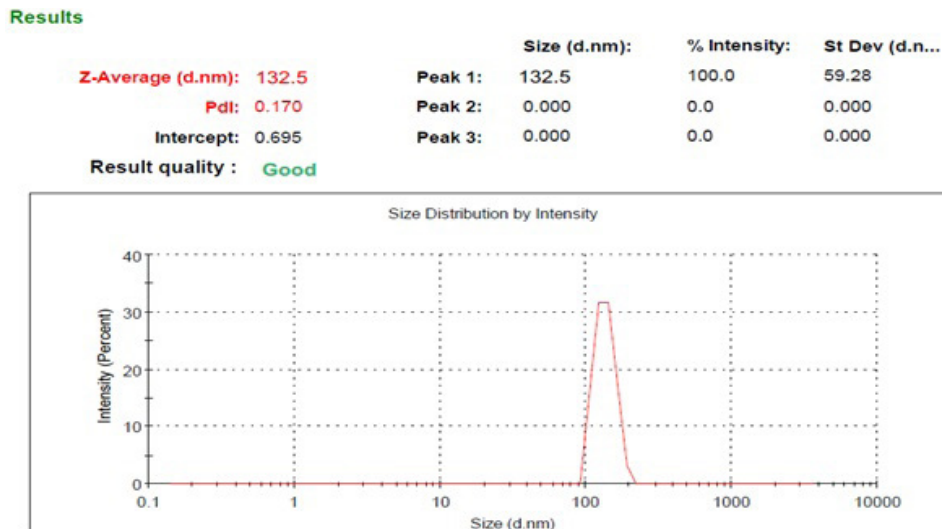 Results
Size (d.nm): % Intensity: St Dev (d.n...
Z-Average (d.nm): 132.5 Peak 1: 132.5 100.0 59.28
PdI: 0.170 Peak 2: 0.000 0.0 0.000
Intercept: 0.695 Peak 3: 0.000 0.0 0.000
Result quality : Good
Size Distribution by Intensity
Intensity (Percent)
40
30
20
10
0
0.1 1 10 100 1000 10000
Size (d.nm)